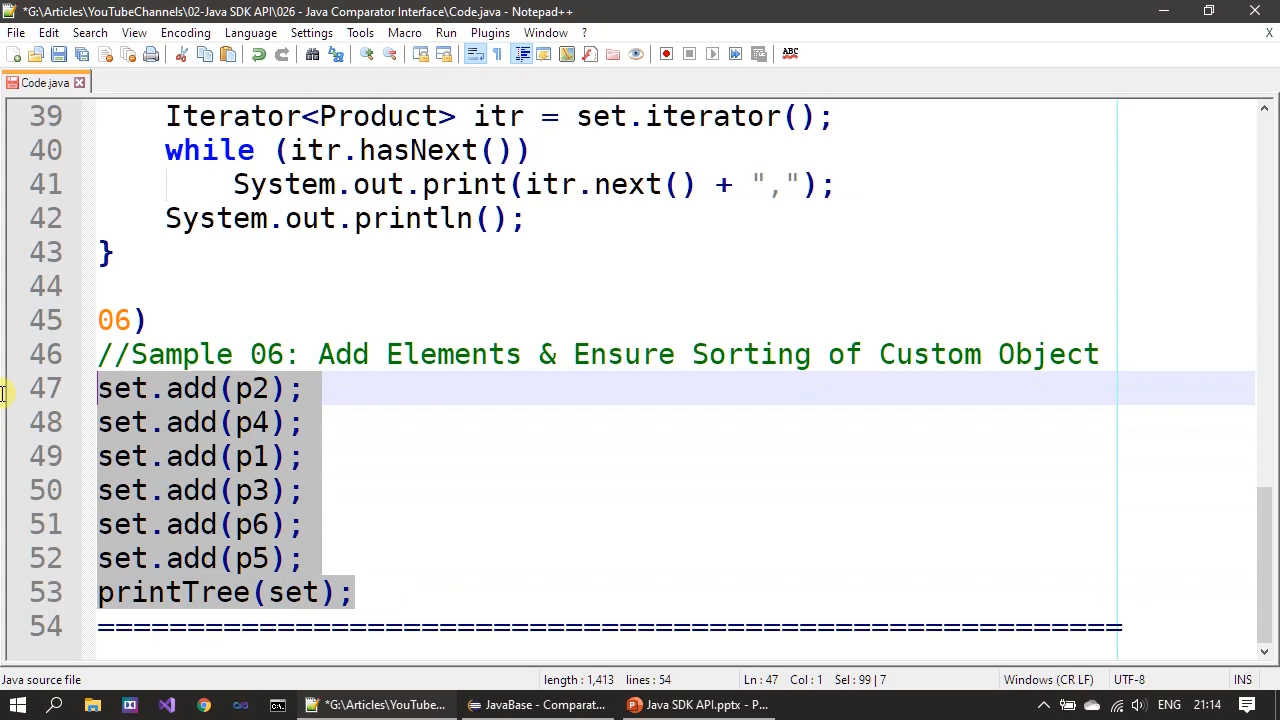 *G:\Articles\YouTubeChannels\02-Java SDK API\026 - Java Comparator Interface\Code.java - Notepad++
File Edit Search View Encoding Language Settings Tools Macro Run Plugins Window ? X
ABC
Code.java
39 Iterator<Product> itr = set.iterator();
40 while (itr.hasNext())
41 System.out.print(itr.next() + ",");
42 System.out.println();
43 }
44
45 06)
46 //Sample 06: Add Elements & Ensure Sorting of Custom Object
47 set.add(p2);
48 set.add(p4);
49 set.add(p1);
50 set.add(p3);
51 set.add(p6);
52 set.add(p5);
53 printTree(set);
54 ============================================================
Java source file length : 1,413 lines : 54 Ln : 47 Col : 1 Sel : 99 | 7 Windows (CR LF) UTF-8 INS
*G:\Articles\YouTube... JavaBase - Comparat... Java SDK API.pptx - P... ENG 21:14